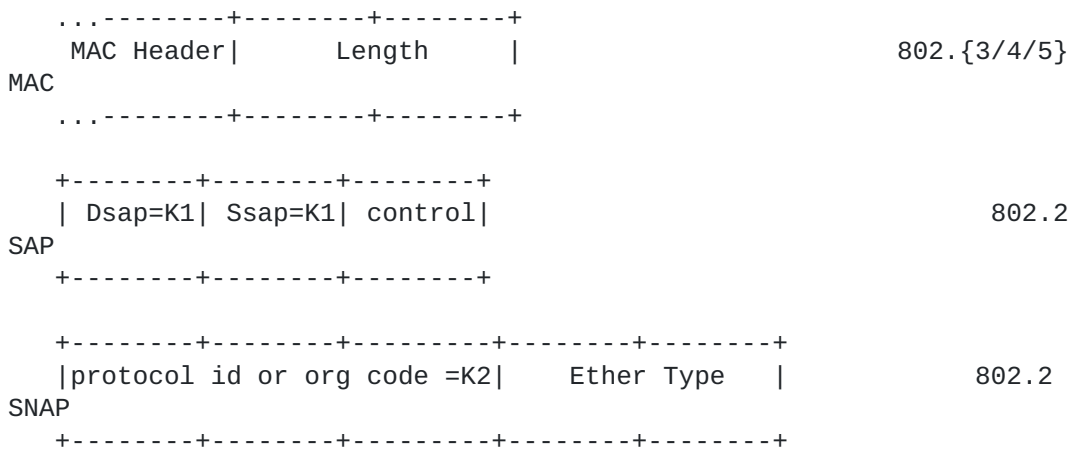 ...--------+--------+--------+
MAC Header|      Length     |                        802.{3/4/5}
MAC
...--------+--------+--------+
+--------+--------+--------+
| Dsap=K1| Ssap=K1| control|                                802.2
SAP
+--------+--------+--------+
+--------+--------+---------+--------+--------+
|protocol id or org code =K2|    Ether Type   |            802.2
SNAP
+--------+--------+---------+--------+--------+